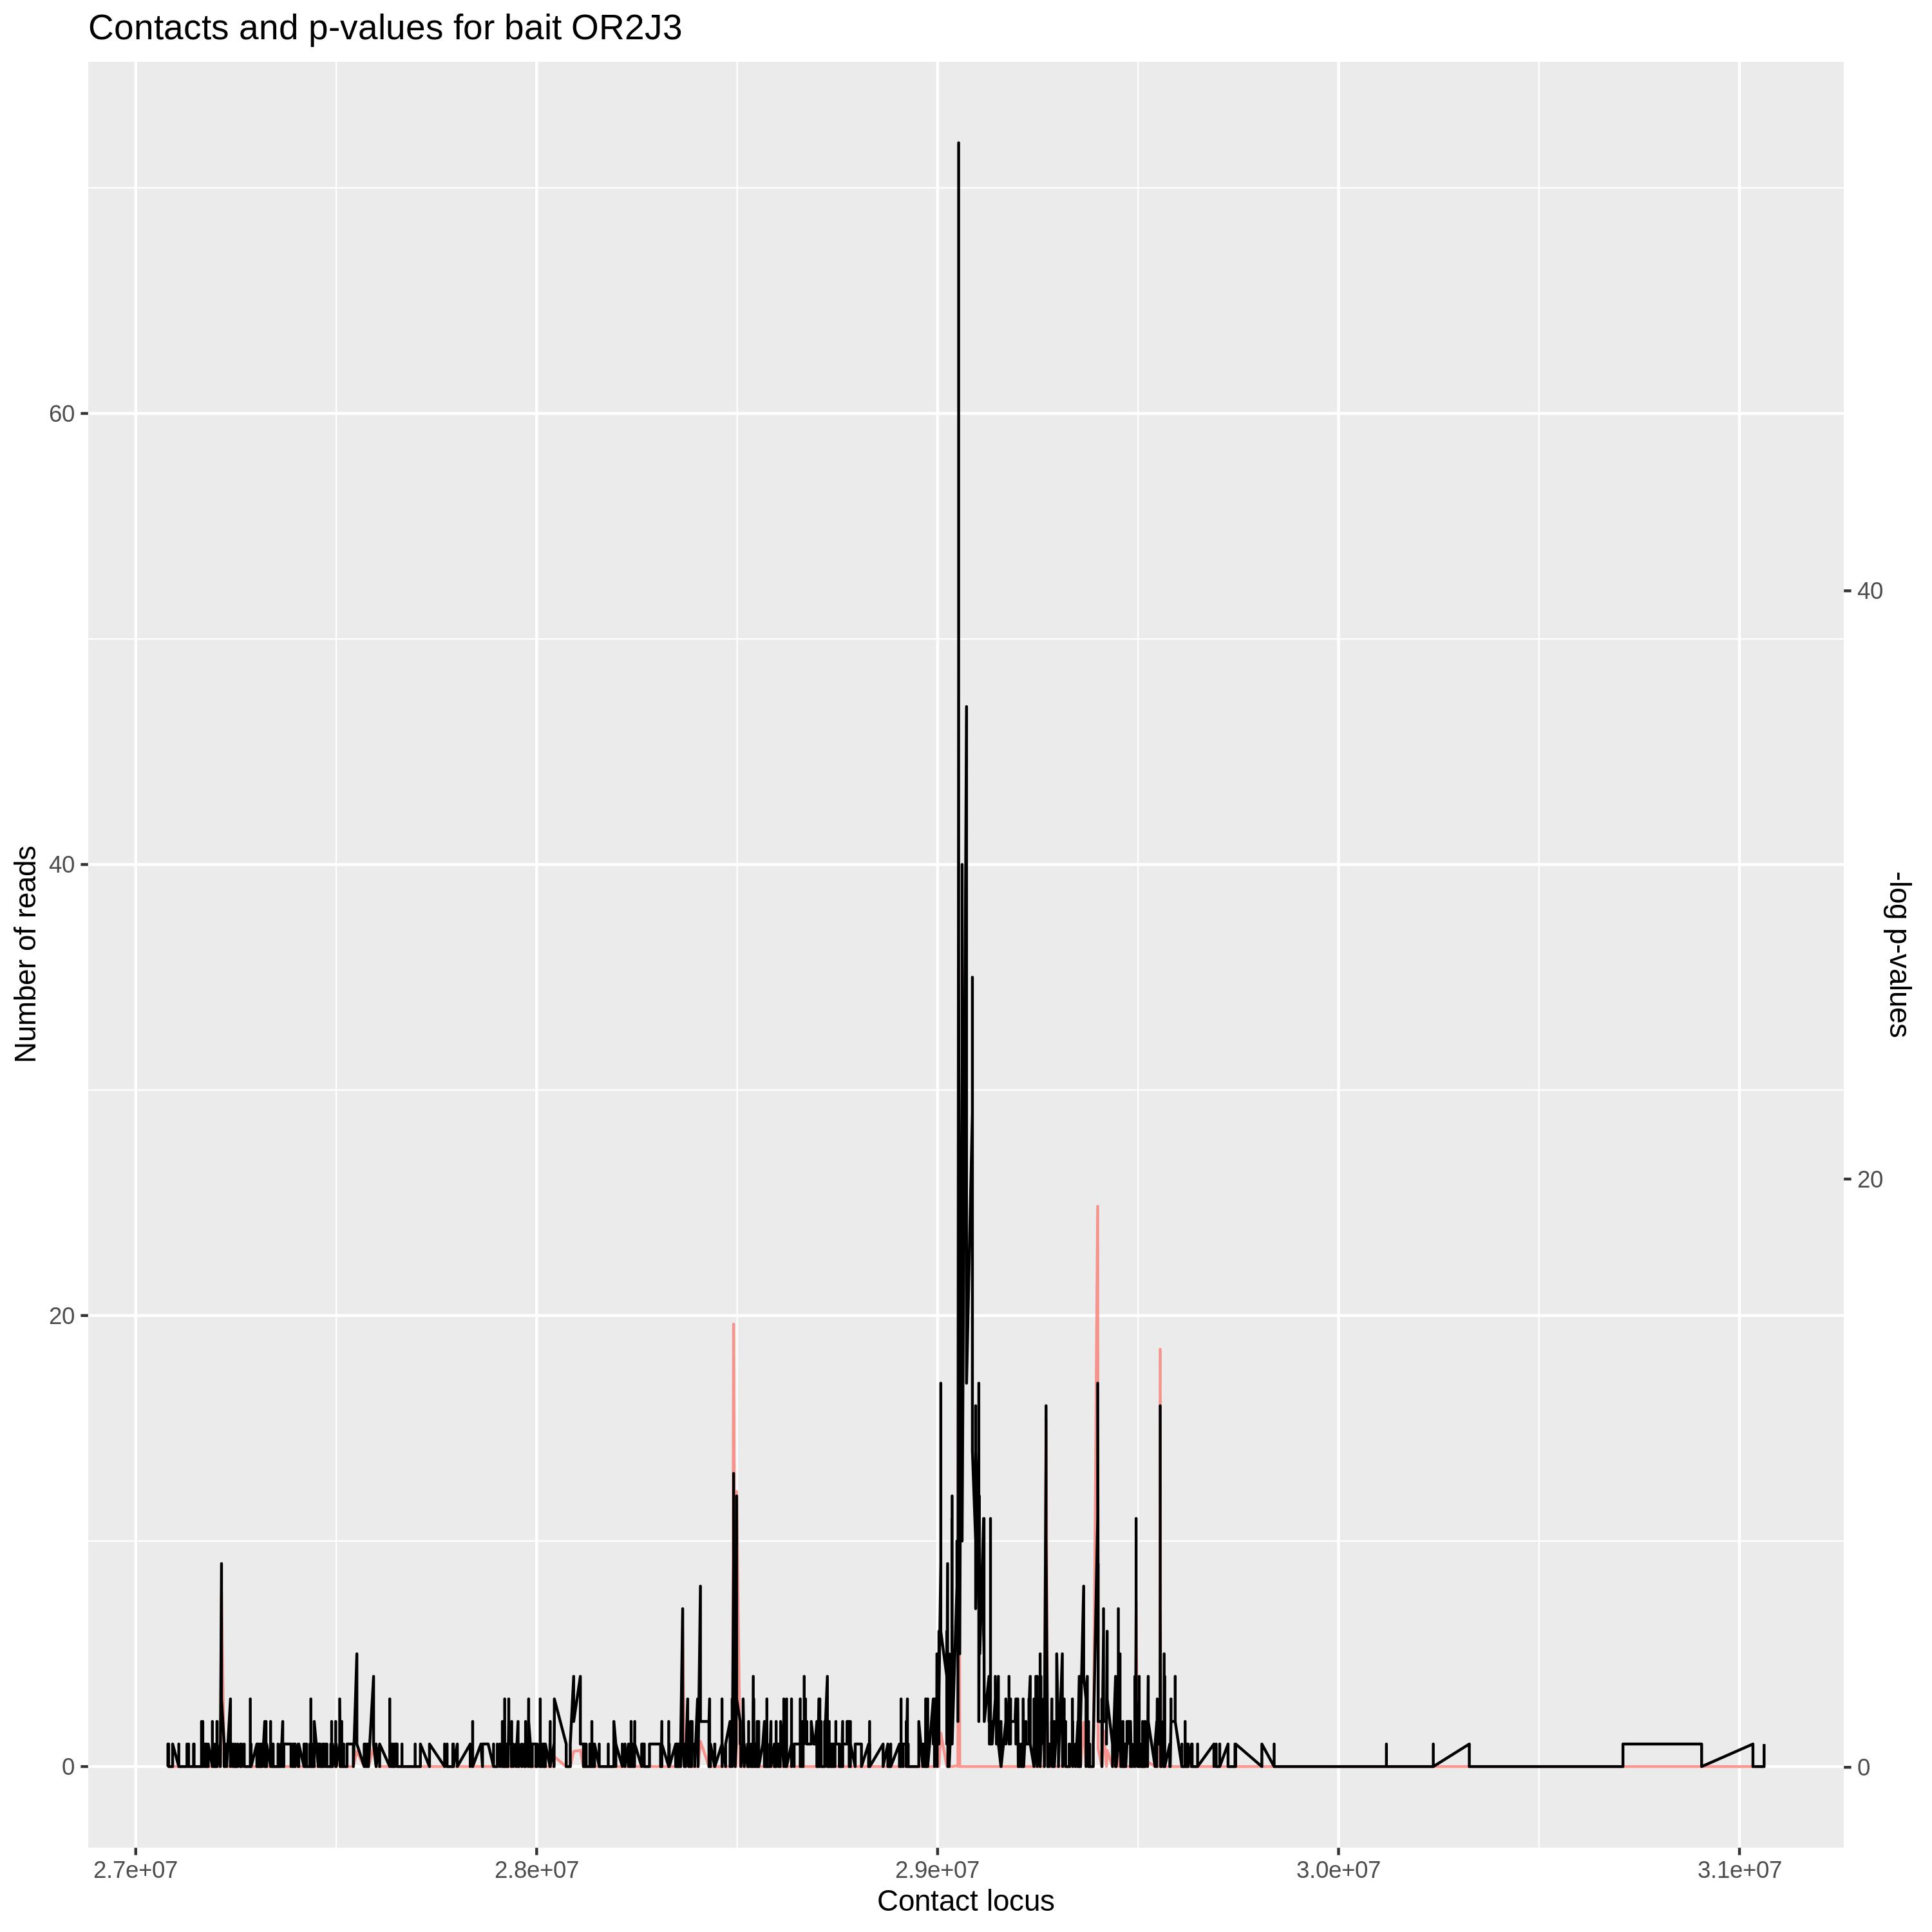 Contacts and p-values for bait OR2J3
60
40
20
0
Number of reads
40
20
0
-log p-values
2.7e+07 2.8e+07 2.9e+07 3.0e+07 3.1e+07
Contact locus